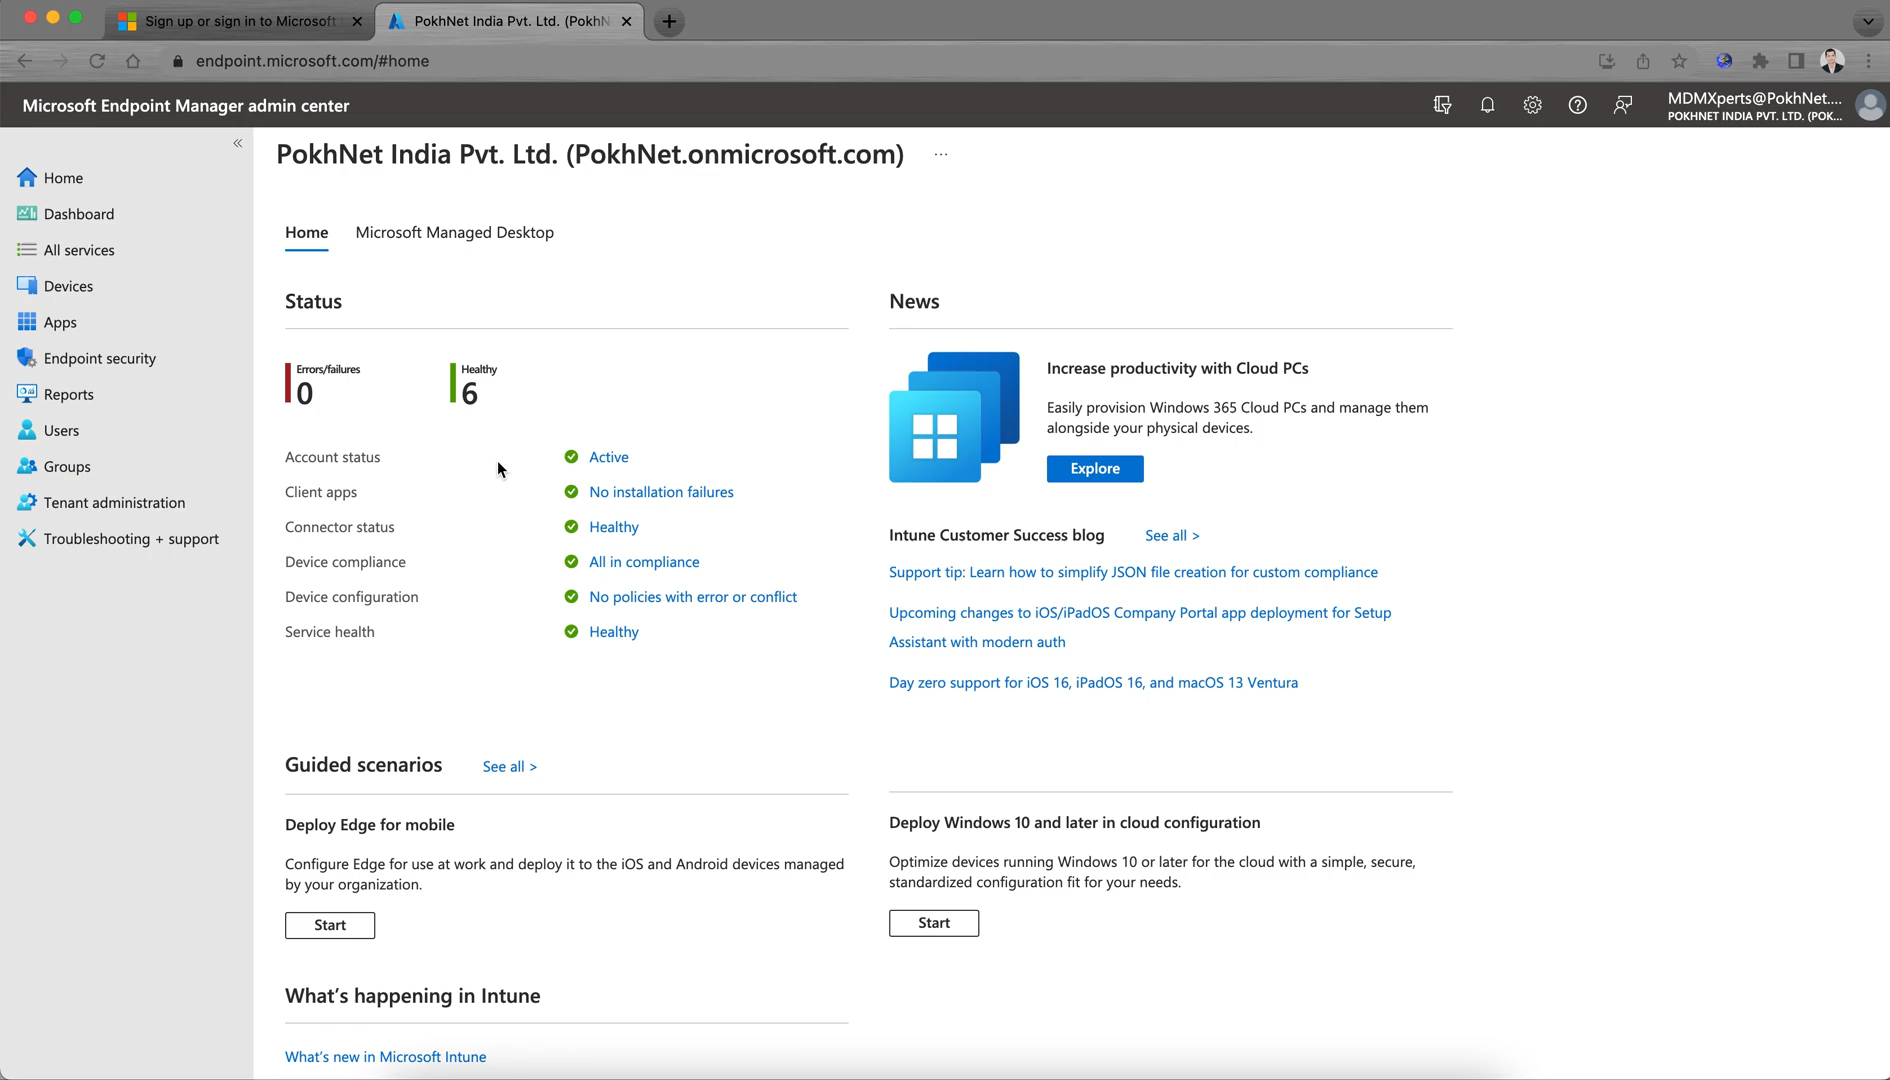 Sign up or sign in to Microsoft
PokhNet India Pvt. Ltd. (PokhN
endpoint.microsoft.com/#home
Microsoft Endpoint Manager admin center
MDMXperts@PokhNet....
POKHNET INDIA PVT. LTD. (POK...
Home
Dashboard
All services
Devices
Apps
Endpoint security
Reports
Users
Groups
Tenant administration
Troubleshooting + support
PokhNet India Pvt. Ltd. (PokhNet.onmicrosoft.com) ...
Home Microsoft Managed Desktop
Status
Errors/failures
0
Healthy
6
Account status Active
Client apps No installation failures
Connector status Healthy
Device compliance All in compliance
Device configuration No policies with error or conflict
Service health Healthy
News
Increase productivity with Cloud PCs
Easily provision Windows 365 Cloud PCs and manage them
alongside your physical devices.
Explore
Intune Customer Success blog See all >
Support tip: Learn how to simplify JSON file creation for custom compliance
Upcoming changes to iOS/iPadOS Company Portal app deployment for Setup
Assistant with modern auth
Day zero support for iOS 16, iPadOS 16, and macOS 13 Ventura
Guided scenarios See all >
Deploy Edge for mobile
Configure Edge for use at work and deploy it to the iOS and Android devices managed
by your organization.
Start
Deploy Windows 10 and later in cloud configuration
Optimize devices running Windows 10 or later for the cloud with a simple, secure,
standardized configuration fit for your needs.
Start
What's happening in Intune
What's new in Microsoft Intune